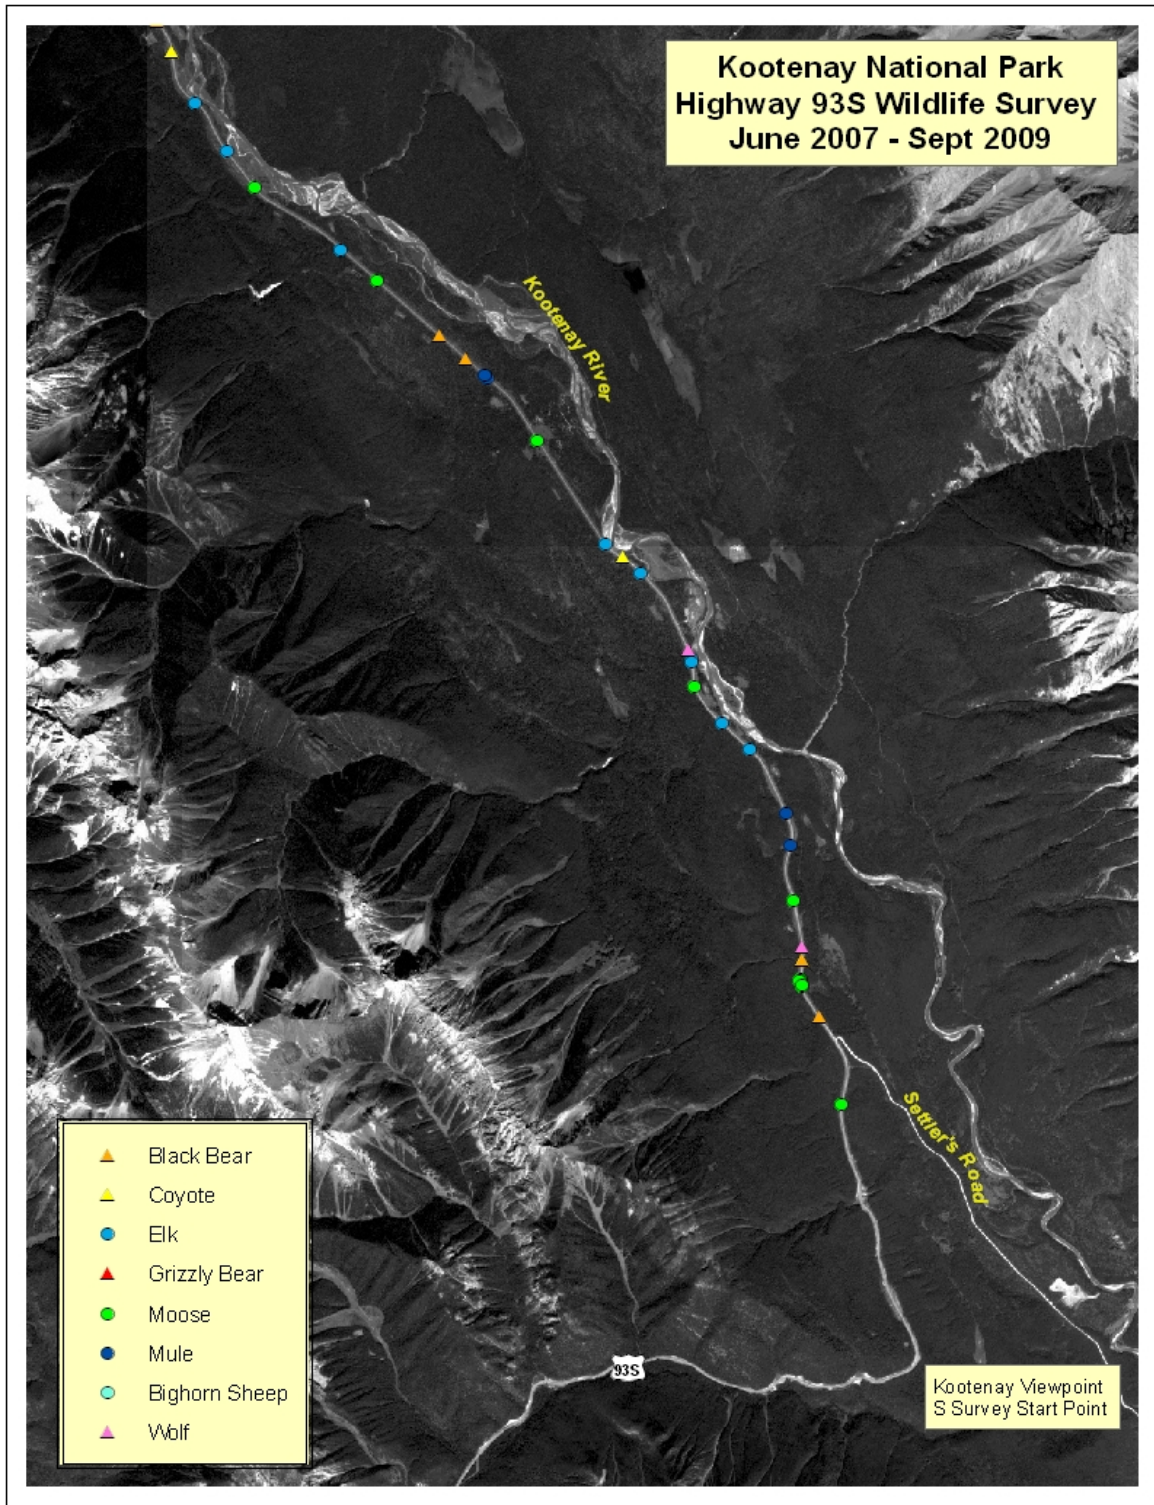 Kootenay National Park
Highway 93S Wildlife Survey
June 2007 - Sept 2009
Kootenay River
Settler's Road
Black Bear
Coyote
Elk
Grizzly Bear
Moose
Mule
Bighorn Sheep
Wolf
93S
Kootenay Viewpoint
S Survey Start Point